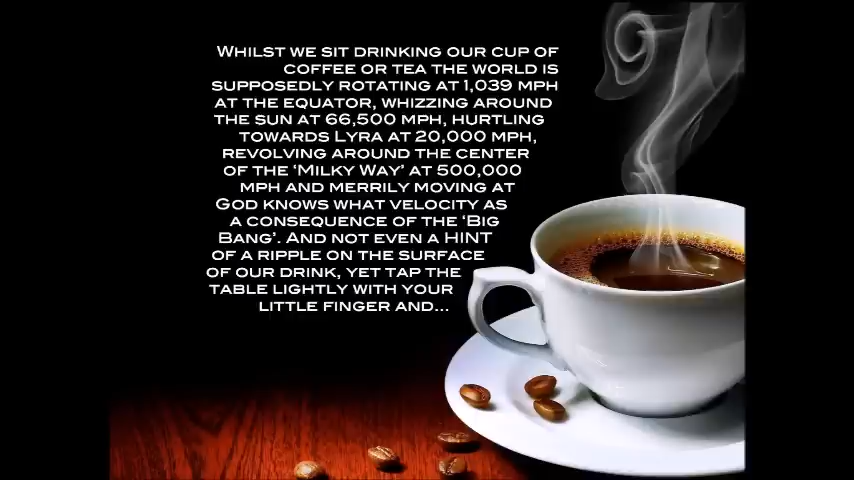 Whilst we sit drinking our cup of
coffee or tea the world is
supposedly rotating at 1,039 mph
at the equator, whizzing around
the sun at 66,500 mph, hurtling
towards Lyra at 20,000 mph,
revolving around the center
of the ‘Milky Way’ at 500,000
mph and merrily moving at
God knows what velocity as
a consequence of the ‘Big
Bang’. And not even a HINT
of a ripple on the surface
of our drink, yet tap the
table lightly with your
little finger and...